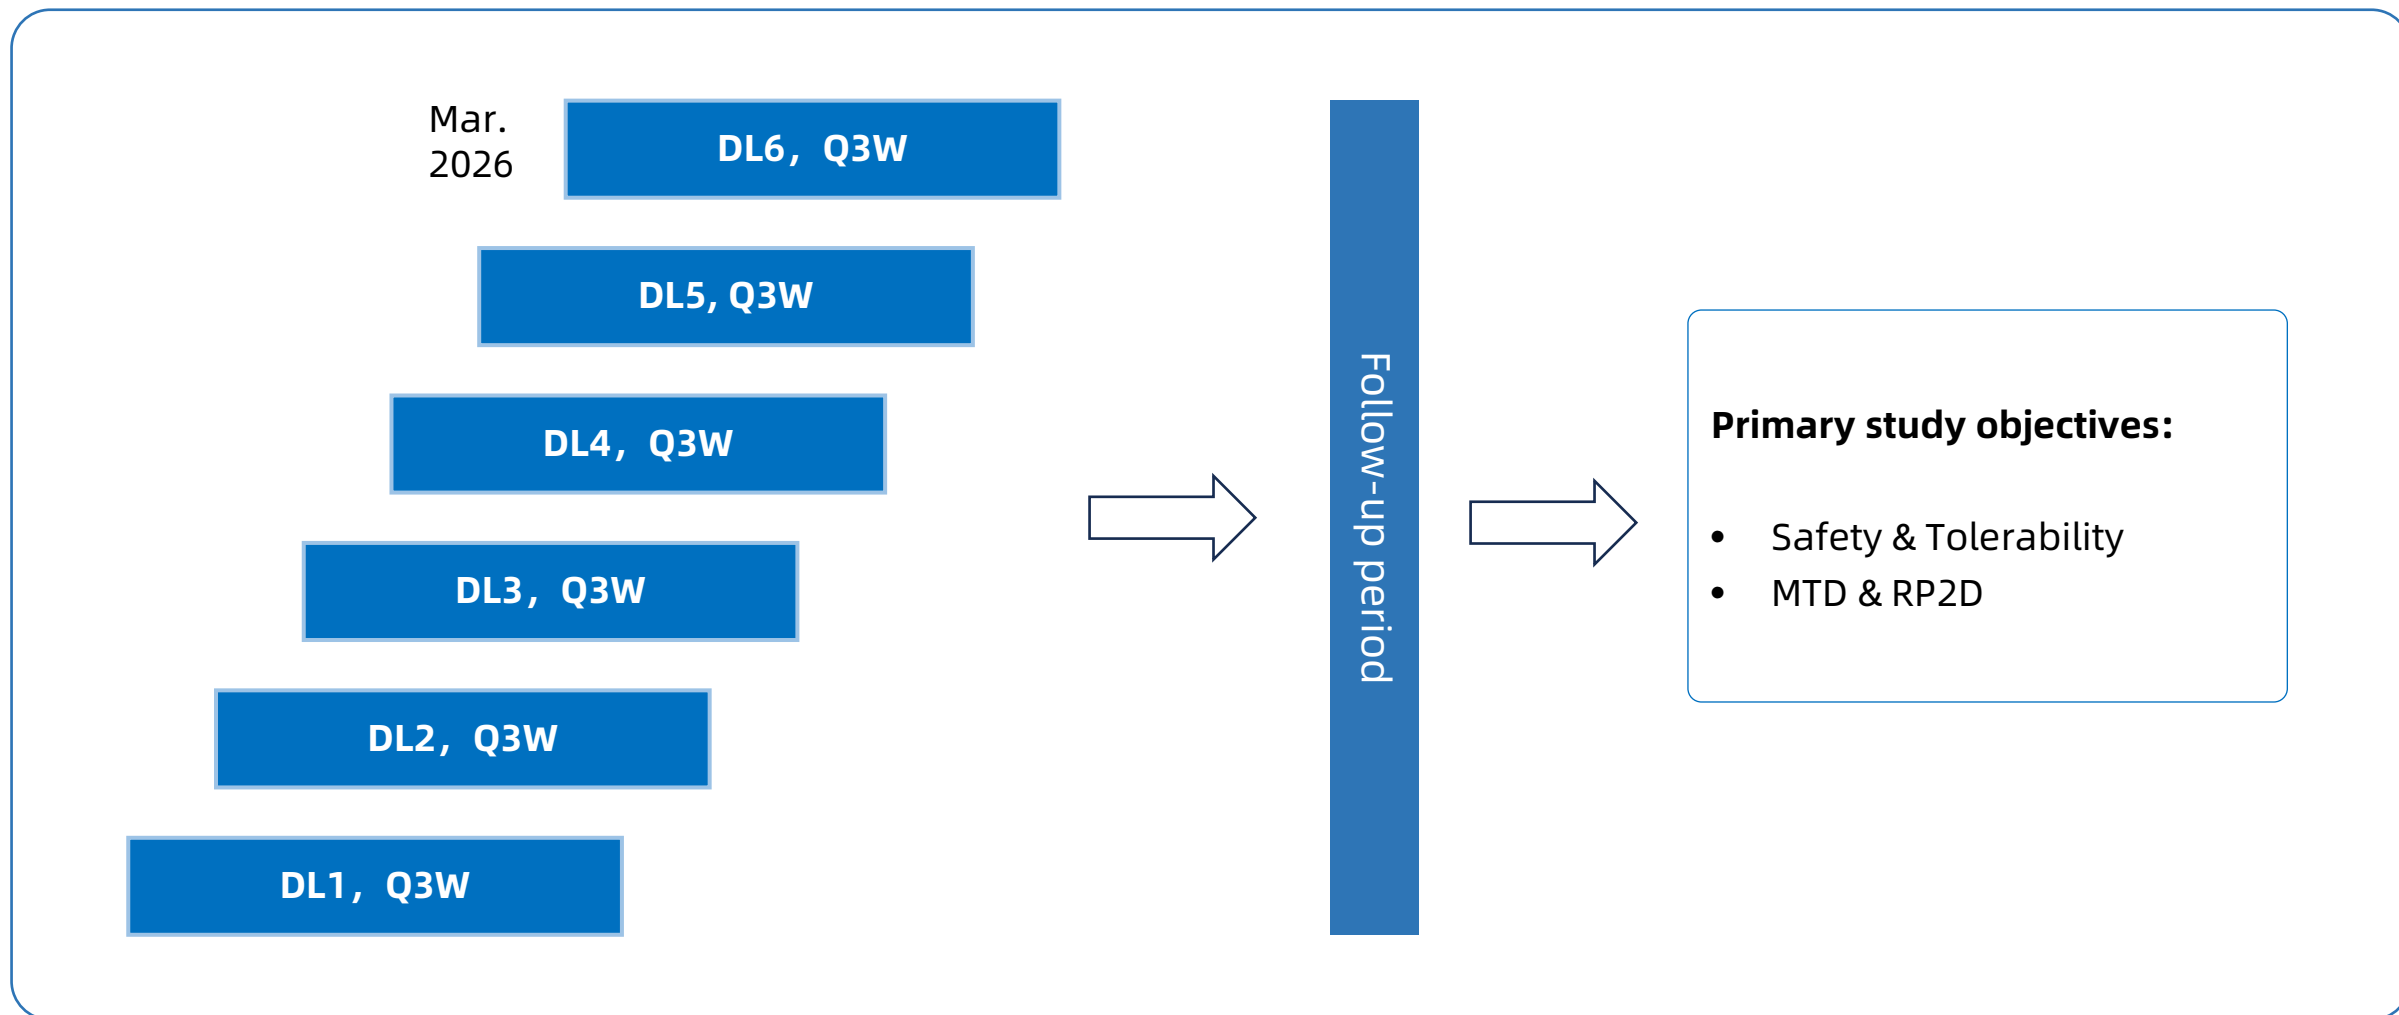 Mar.
2026
DL6，Q3W
DL5, Q3W
DL4，Q3W
DL3，Q3W
DL2，Q3W
DL1，Q3W
Follow-up period
Primary study objectives:
• Safety & Tolerability
• MTD & RP2D